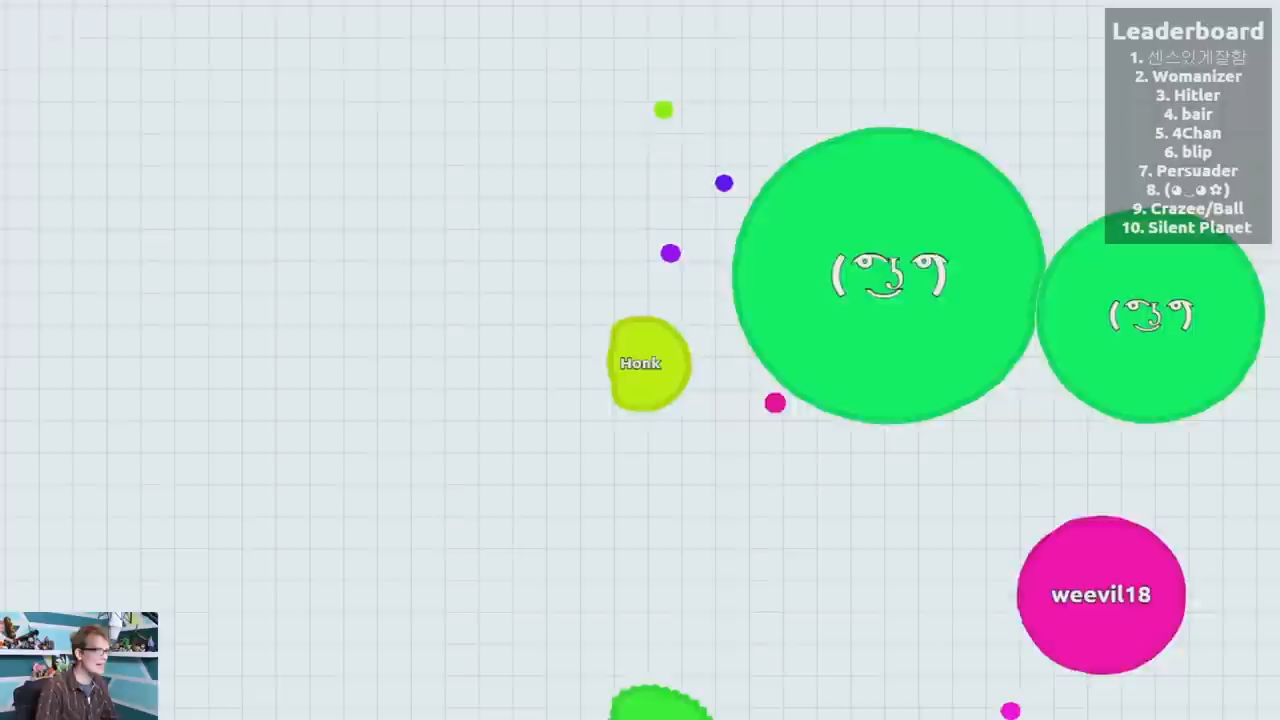 Leaderboard
1. 센스있게잘함
2. Womanizer
3. Hitler
4. bair
5. 4Chan
6. blip
7. Persuader
8. (◕‿◕✿)
9. Crazee/Ball
10. Silent Planet
( ͡° ͜ʖ ͡°)
( ͡° ͜ʖ ͡°)
Honk
weevil18